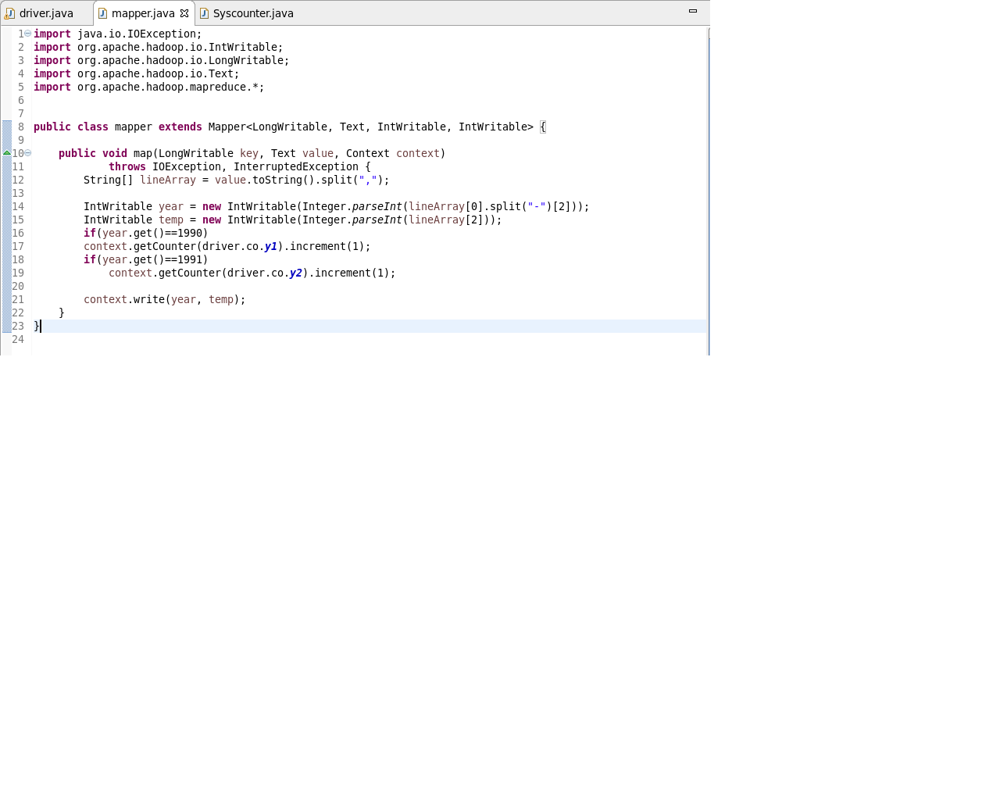 driver.java mapper.java Syscounter.java
1 import java.io.IOException;
2 import org.apache.hadoop.io.IntWritable;
3 import org.apache.hadoop.io.LongWritable;
4 import org.apache.hadoop.io.Text;
5 import org.apache.hadoop.mapreduce.*;
6
7
8 public class mapper extends Mapper<LongWritable, Text, IntWritable, IntWritable> {
9
10     public void map(LongWritable key, Text value, Context context)
11             throws IOException, InterruptedException {
12         String[] lineArray = value.toString().split(",");
13
14         IntWritable year = new IntWritable(Integer.parseInt(lineArray[0].split("-")[2]));
15         IntWritable temp = new IntWritable(Integer.parseInt(lineArray[2]));
16         if(year.get()==1990)
17         context.getCounter(driver.co.y1).increment(1);
18         if(year.get()==1991)
19             context.getCounter(driver.co.y2).increment(1);
20
21         context.write(year, temp);
22     }
23 }
24